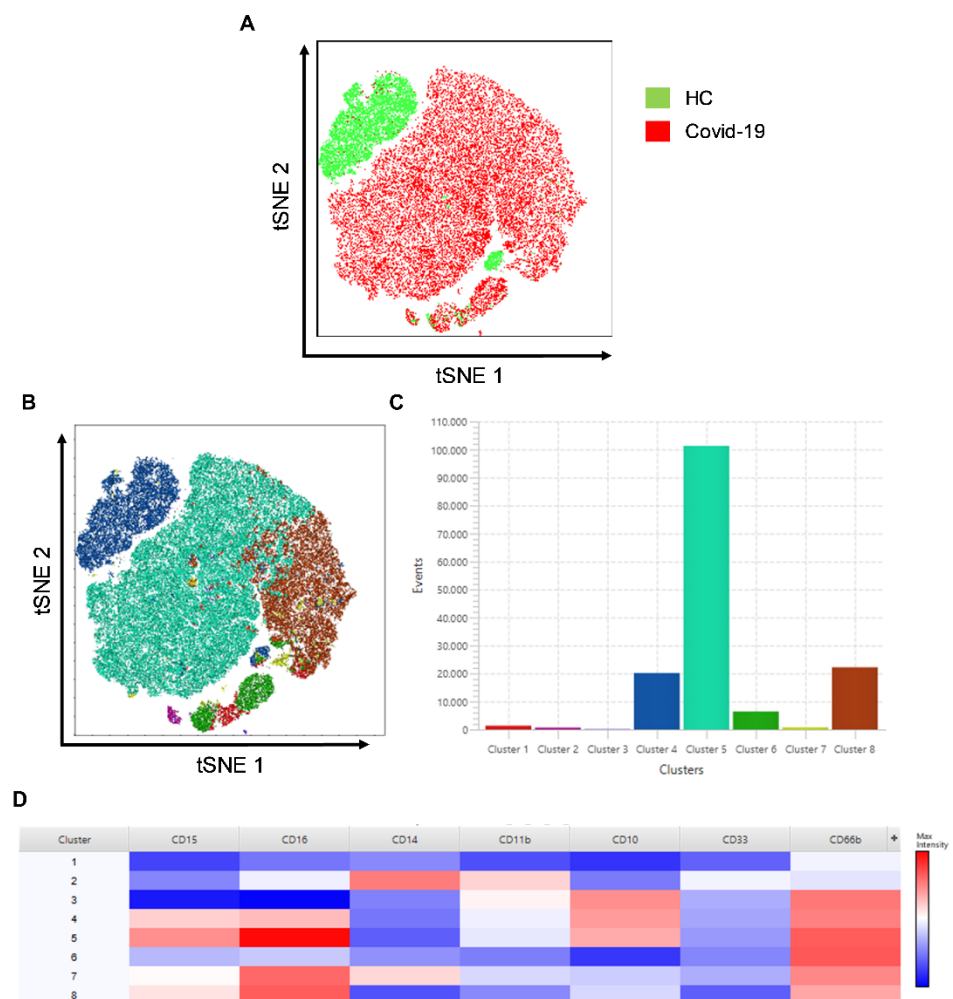 A
HC
Covid-19
tSNE 2
tSNE 1
B
tSNE 2
tSNE 1
C
110.000
100.000
90.000
80.000
70.000
60.000
50.000
40.000
30.000
20.000
10.000
0
Events
Cluster 1 Cluster 2 Cluster 3 Cluster 4 Cluster 5 Cluster 6 Cluster 7 Cluster 8
Clusters
D
Cluster CD15 CD16 CD14 CD11b CD10 CD33 CD66b +
Max
Intensity
1
2
3
4
5
6
7
8